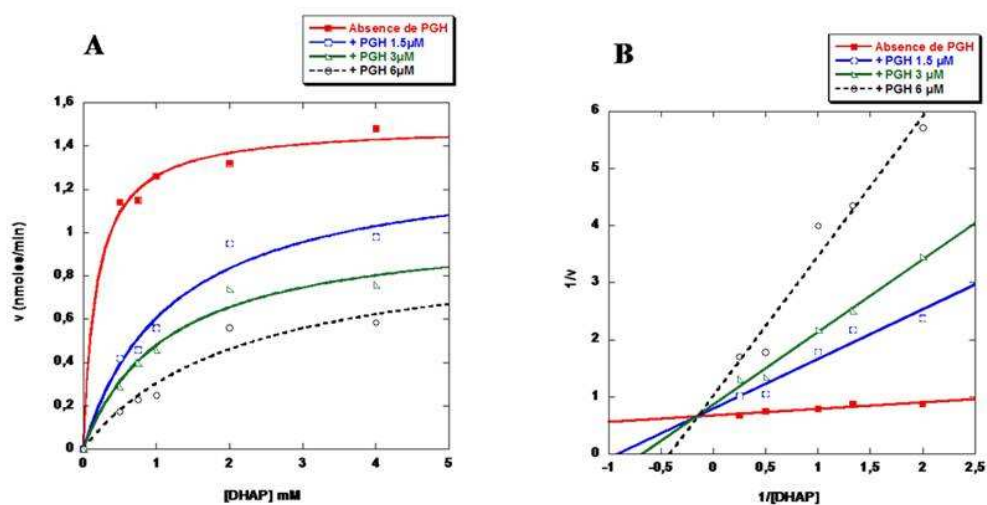 A
Absence de PGH
+ PGH 1.5µM
+ PGH 3µM
+ PGH 6µM
v (nmoles/min)
1,6
1,4
1,2
1
0,8
0,6
0,4
0,2
0
0 1 2 3 4 5
[DHAP] mM
B
Absence de PGH
+ PGH 1.5 µM
+ PGH 3 µM
+ PGH 6 µM
1/v
6
5
4
3
2
1
0
-1 -0,5 0 0,5 1 1,5 2 2,5
1/[DHAP]